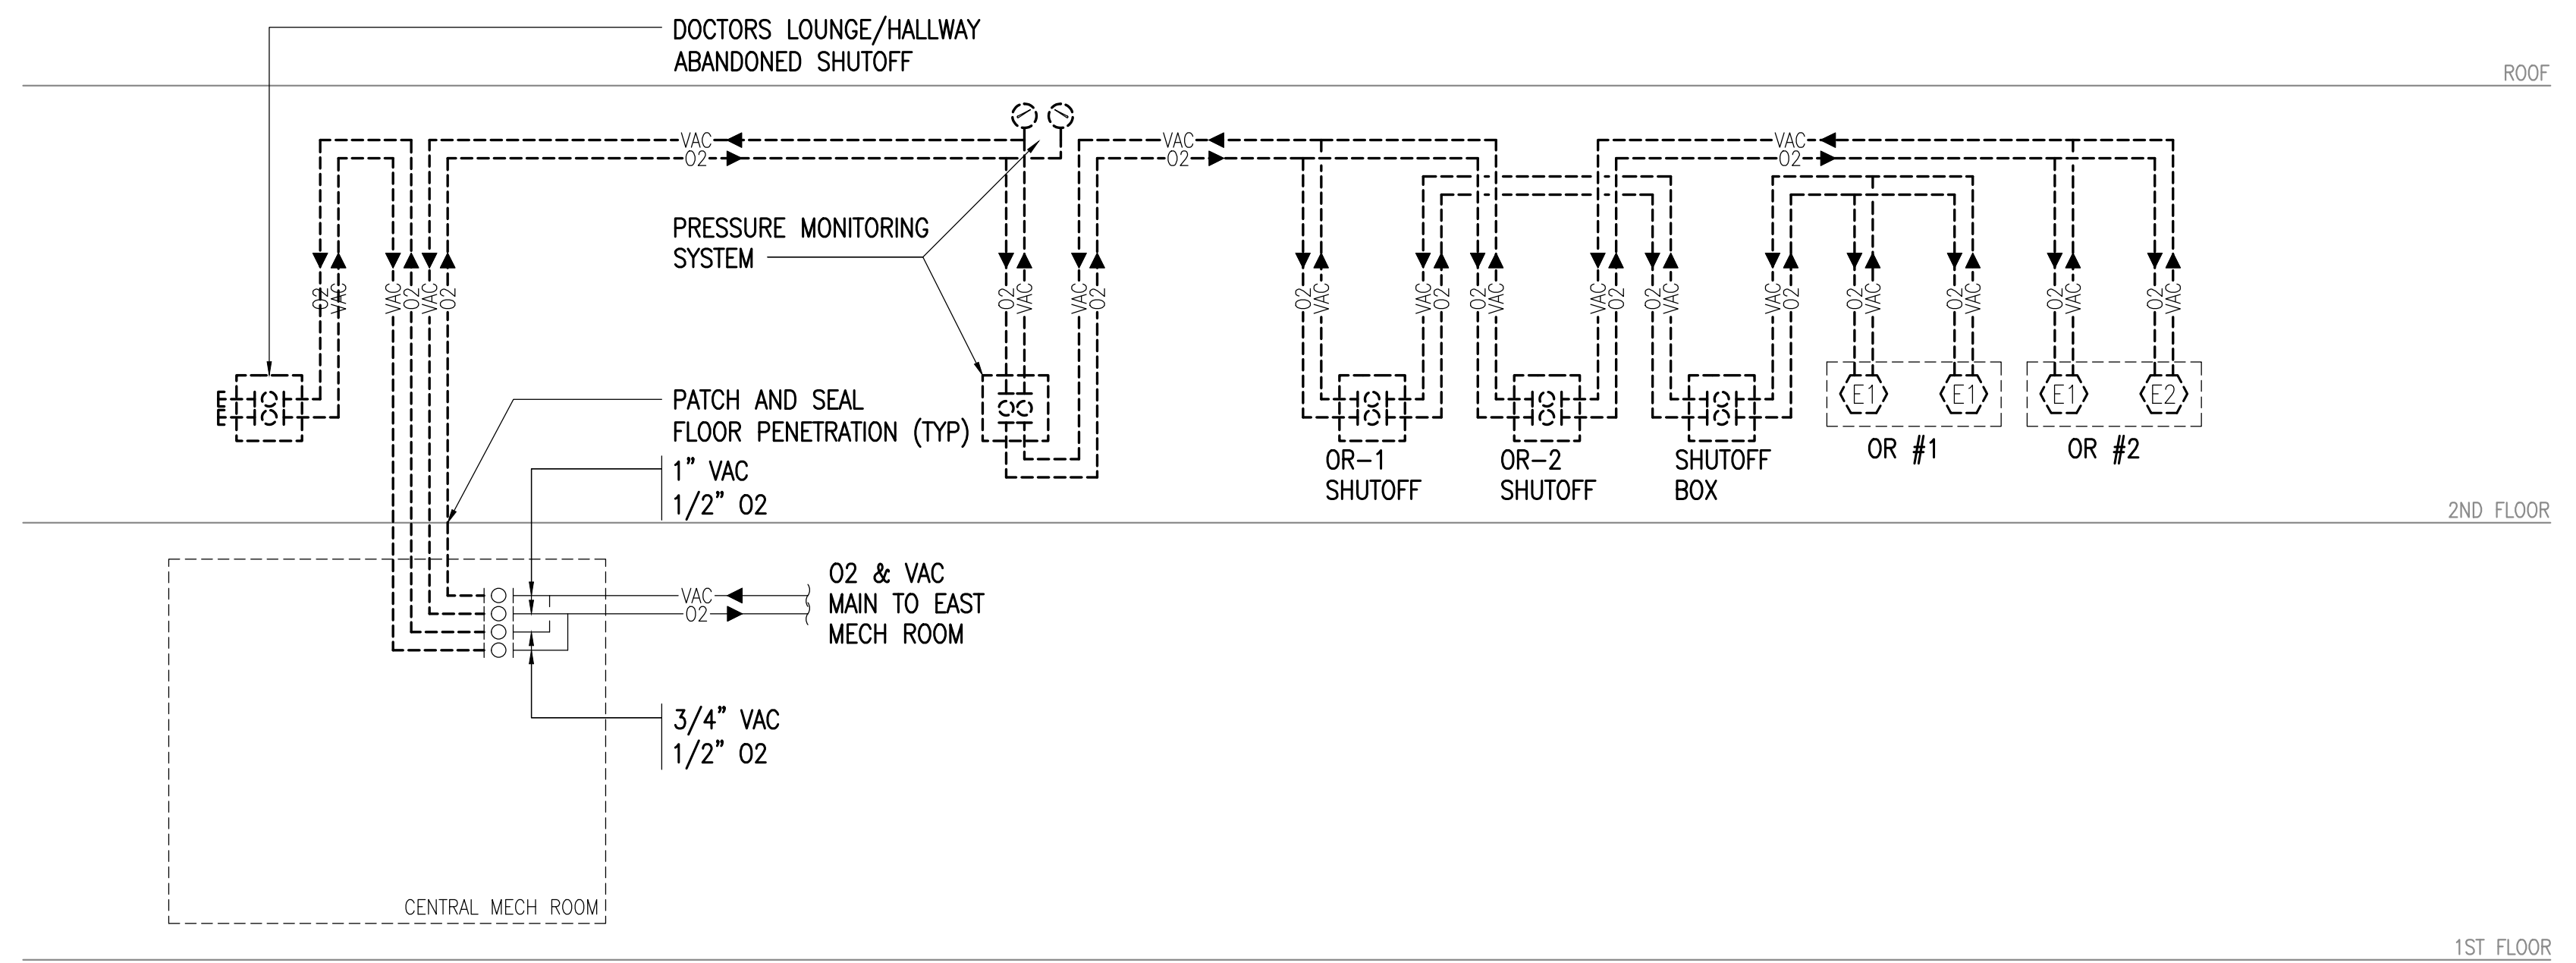 DOCTORS LOUNGE/HALLWAY
ABANDONED SHUTOFF
ROOF
VAC
O2
VAC
O2
VAC
O2
PRESSURE MONITORING
SYSTEM
O2
VAC
VAC
O2
VAC
O2
O2
VAC
VAC
O2
O2
VAC
VAC
O2
O2
VAC
VAC
O2
O2
VAC
VAC
O2
O2
VAC
O2
VAC
O2
VAC
O2
VAC
E1
E1
E1
E2
PATCH AND SEAL
FLOOR PENETRATION (TYP)
OR #1
OR #2
OR-1
SHUTOFF
OR-2
SHUTOFF
SHUTOFF
BOX
1" VAC
1/2" O2
2ND FLOOR
VAC
O2
O2 & VAC
MAIN TO EAST
MECH ROOM
3/4" VAC
1/2" O2
CENTRAL MECH ROOM
1ST FLOOR